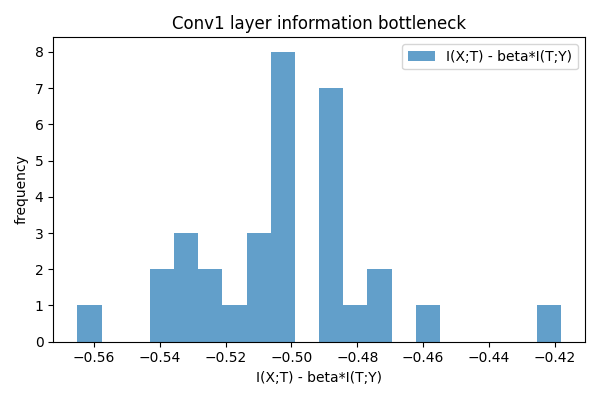 Conv1 layer information bottleneck
I(X;T) - beta*I(T;Y)
8
7
6
5
4
3
2
1
0
frequency
−0.56 −0.54 −0.52 −0.50 −0.48 −0.46 −0.44 −0.42
I(X;T) - beta*I(T;Y)